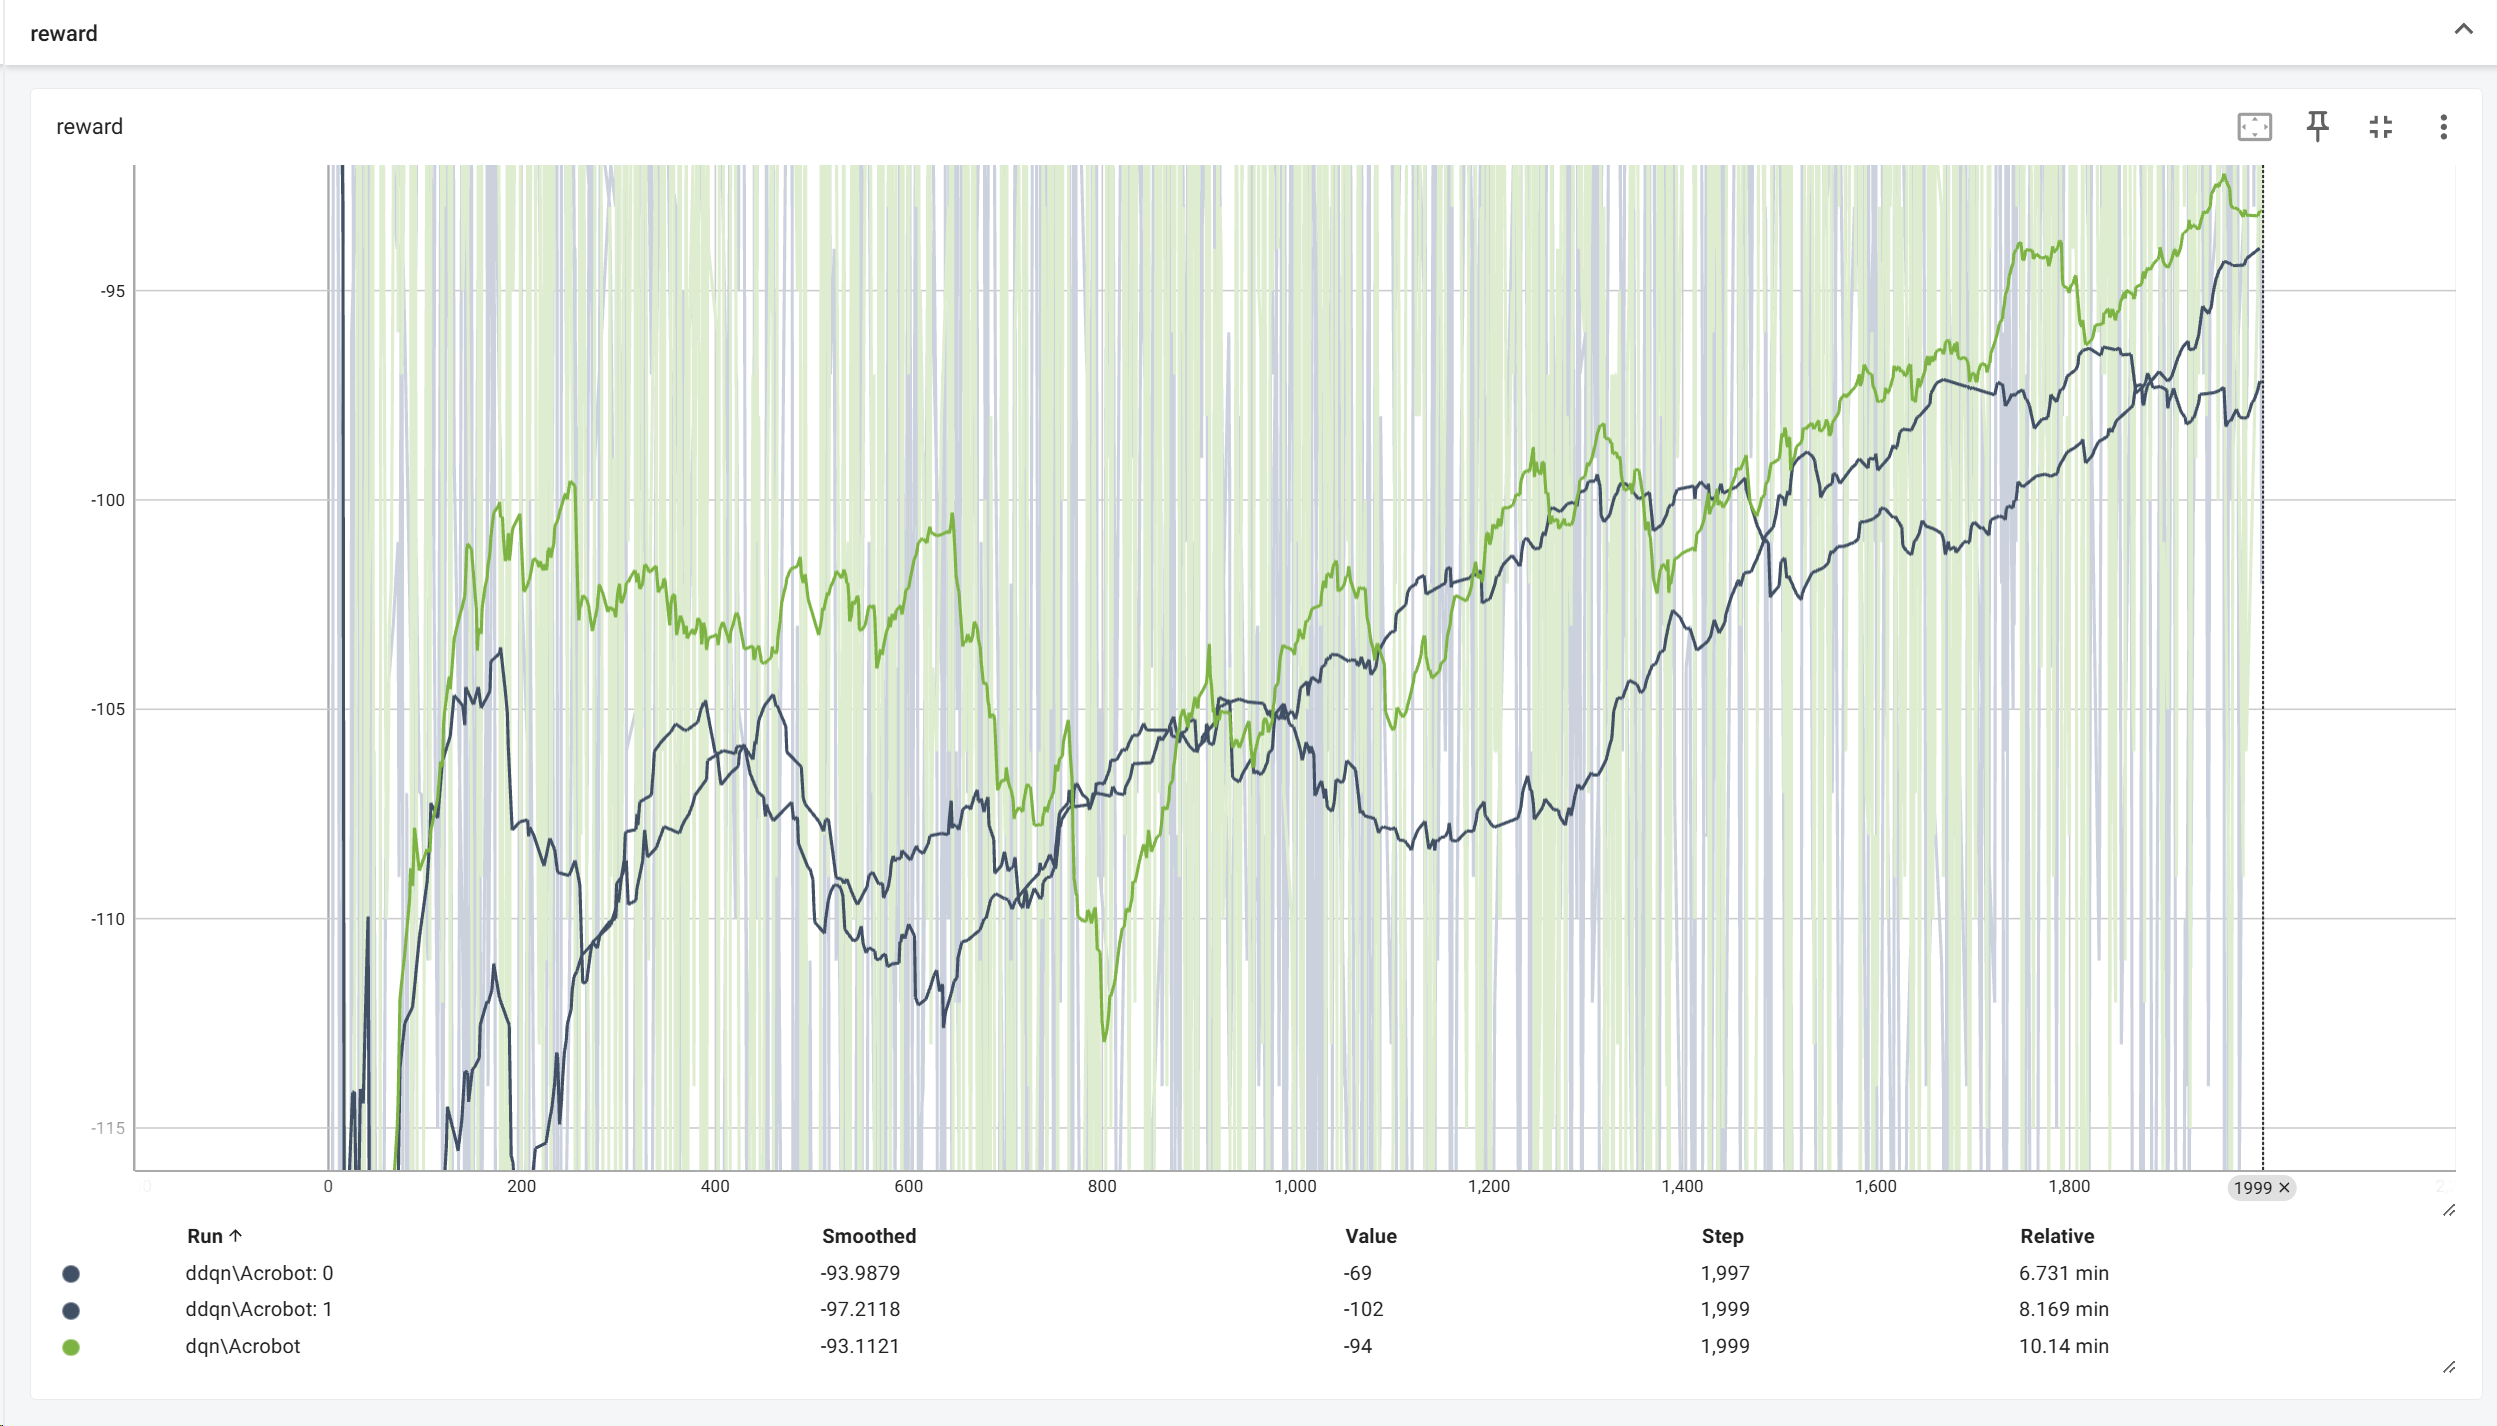 reward
reward
-95
-100
-105
-110
-115
0 200 400 600 800 1,000 1,200 1,400 1,600 1,800 1999 ×
Run ↑ Smoothed Value Step Relative
ddqn\Acrobot: 0 -93.9879 -69 1,997 6.731 min
ddqn\Acrobot: 1 -97.2118 -102 1,999 8.169 min
dqn\Acrobot -93.1121 -94 1,999 10.14 min